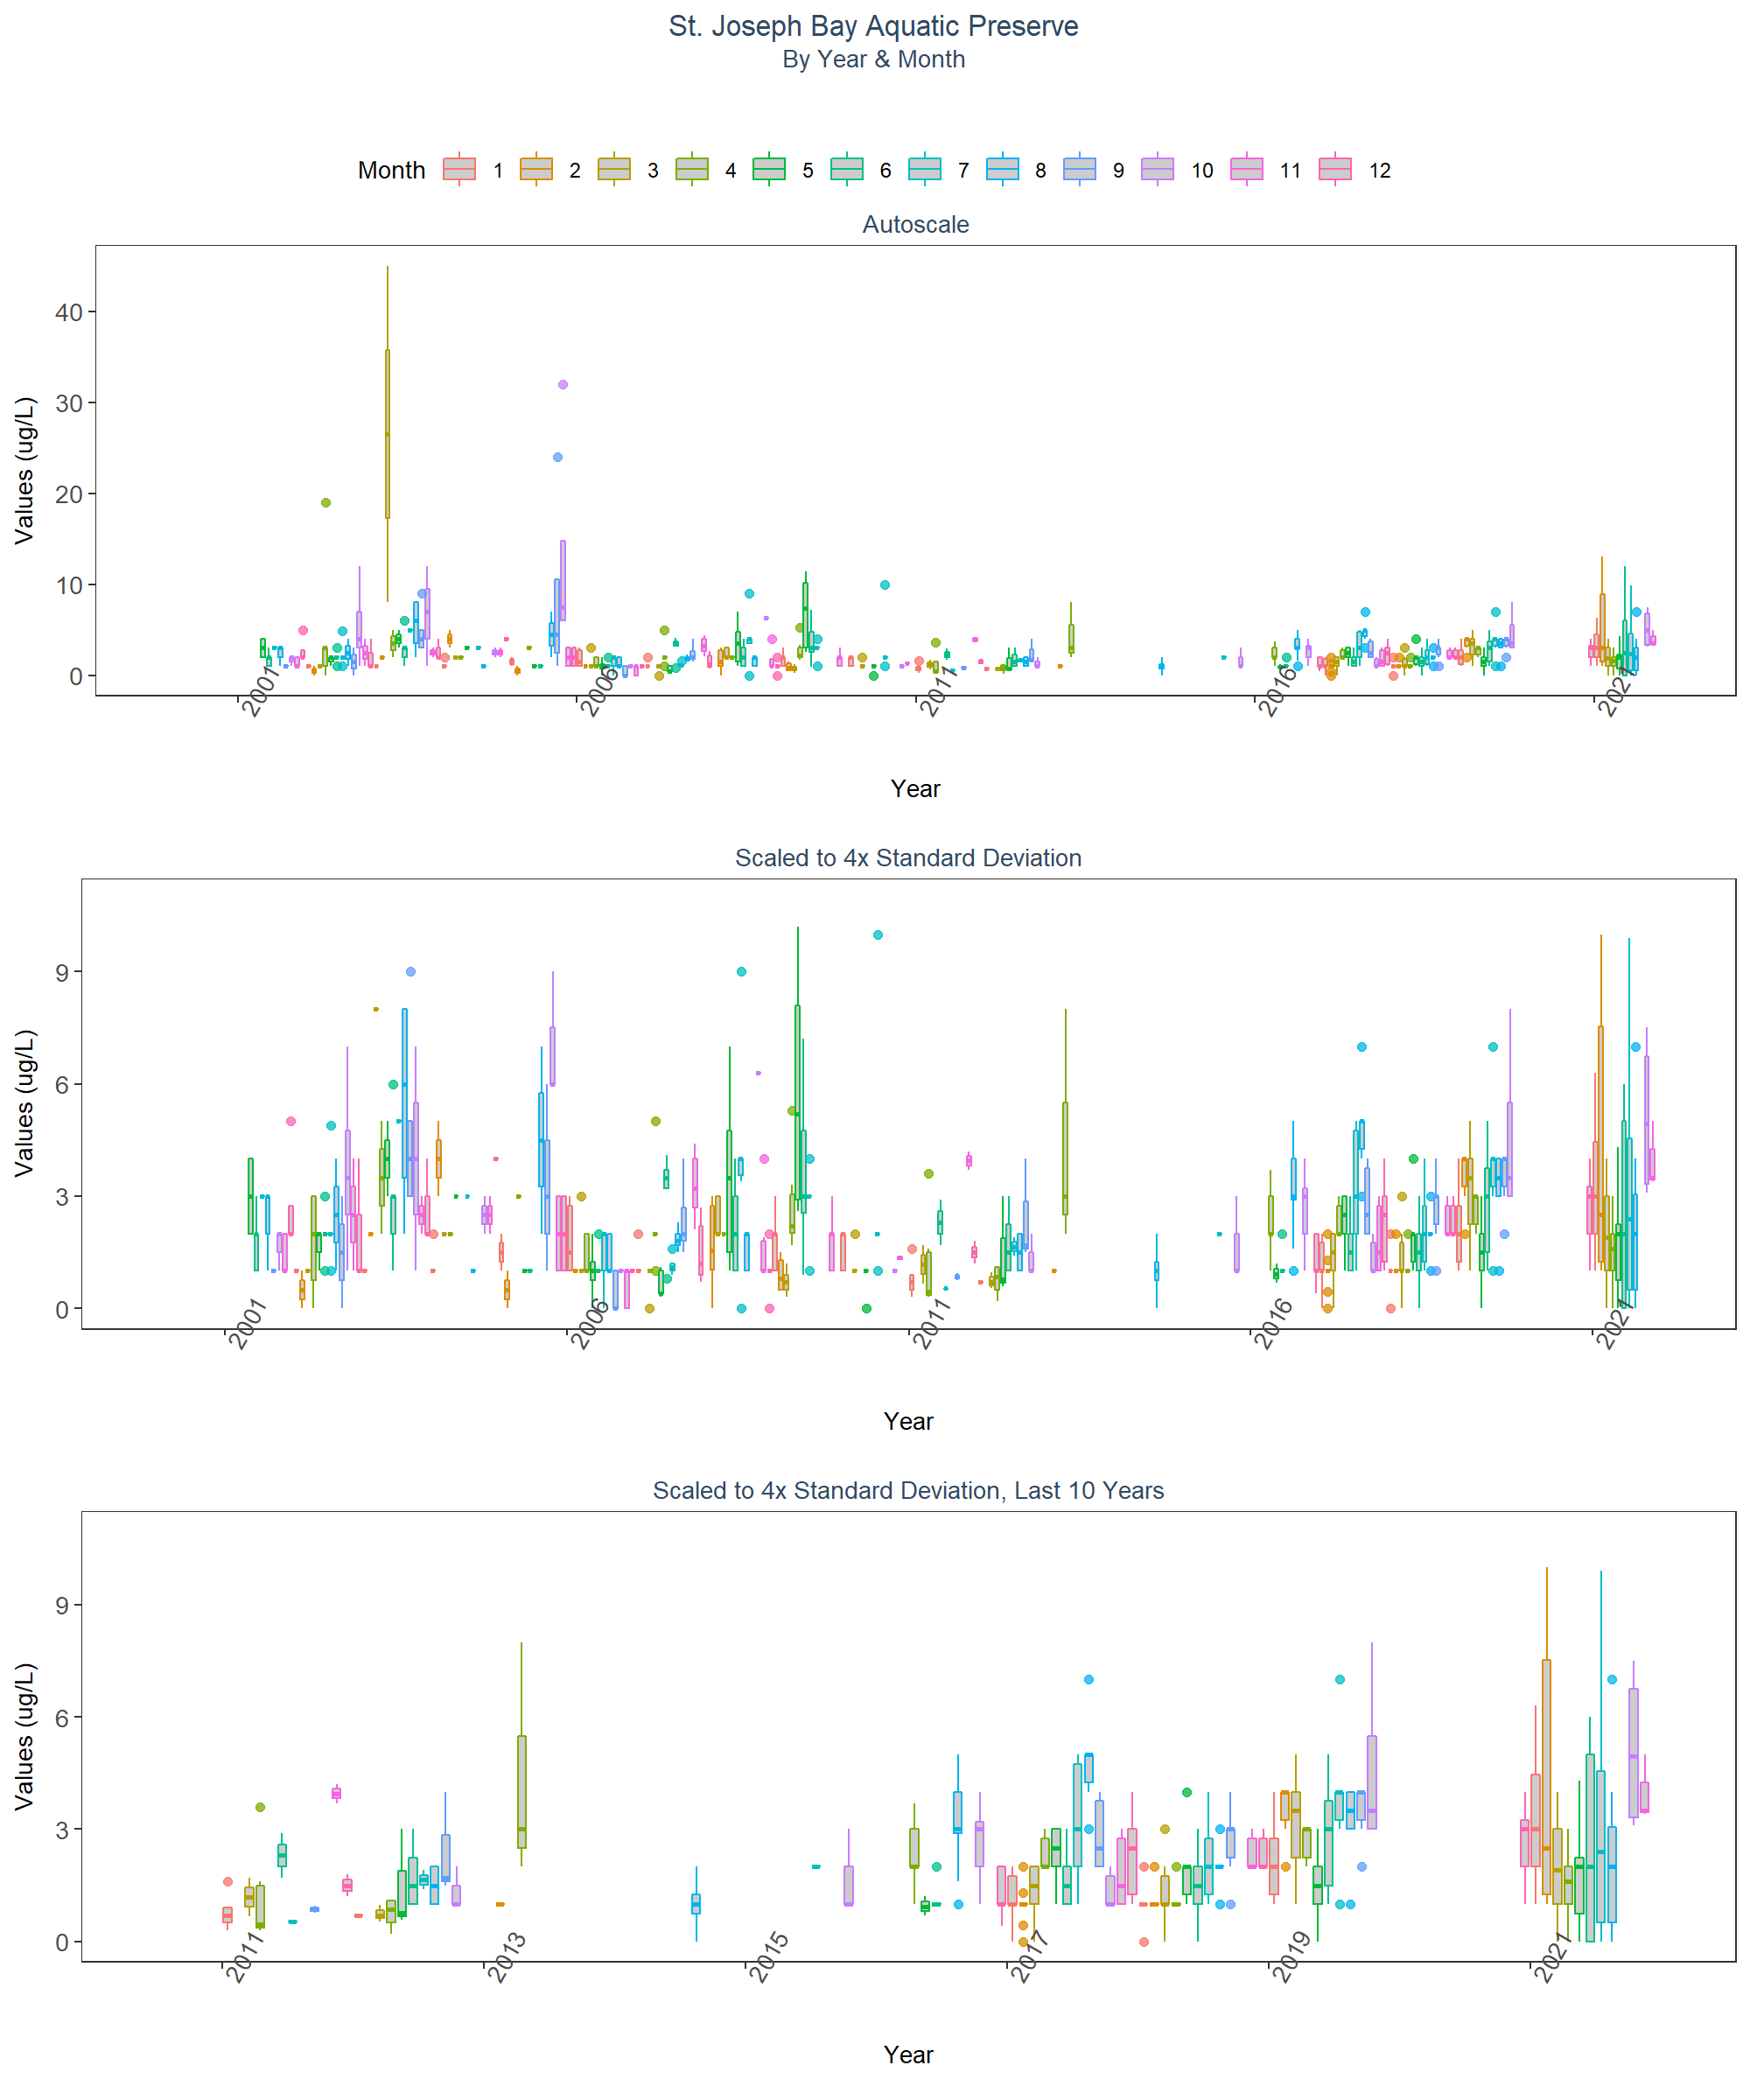 St. Joseph Bay Aquatic Preserve
By Year & Month
Month 1 2 3 4 5 6 7 8 9 10 11 12
Autoscale
Values (ug/L)
40
30
20
10
0
2001 2006 2011 2016 2021
Year
Scaled to 4x Standard Deviation
Values (ug/L)
9
6
3
0
2001 2006 2011 2016 2021
Year
Scaled to 4x Standard Deviation, Last 10 Years
Values (ug/L)
9
6
3
0
2011 2013 2015 2017 2019 2021
Year